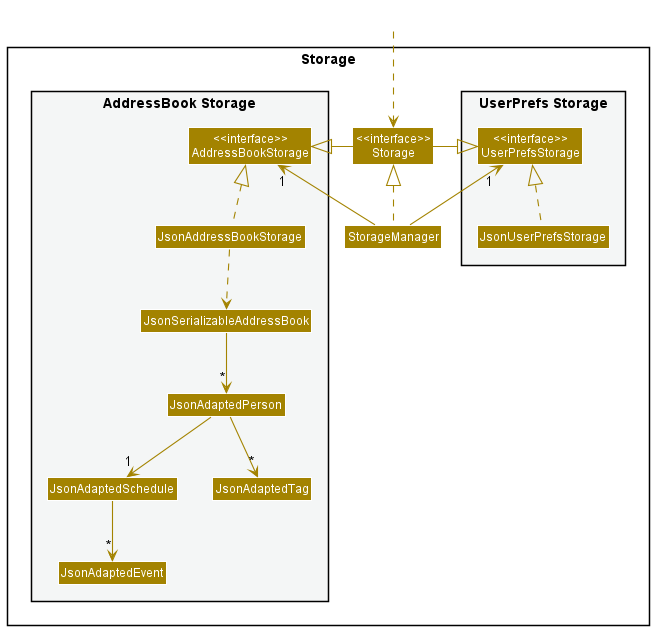 Storage
AddressBook Storage
UserPrefs Storage
<<interface>>
AddressBookStorage
<<interface>>
Storage
<<interface>>
UserPrefsStorage
1
1
JsonAddressBookStorage
StorageManager
JsonUserPrefsStorage
JsonSerializableAddressBook
*
JsonAdaptedPerson
1
*
JsonAdaptedSchedule
JsonAdaptedTag
*
JsonAdaptedEvent